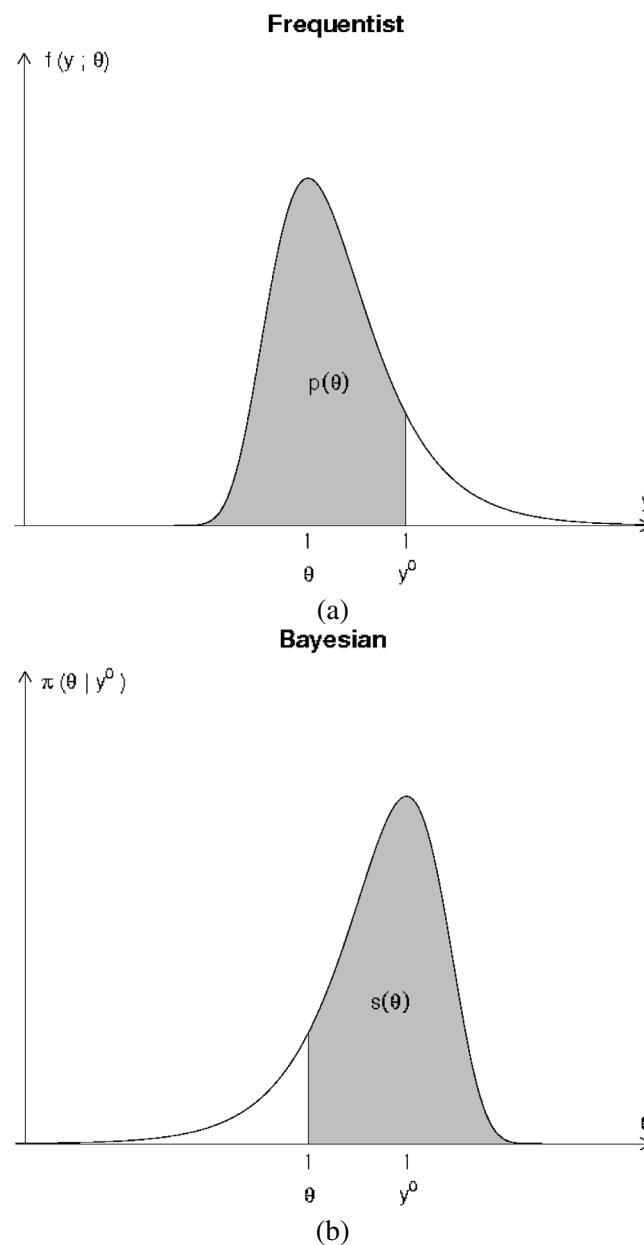 Frequentist
f (y ; θ)
p(θ)
1 1
θ y⁰
(a)
Bayesian
π (θ | y⁰ )
s(θ)
1 1
θ y⁰
(b)